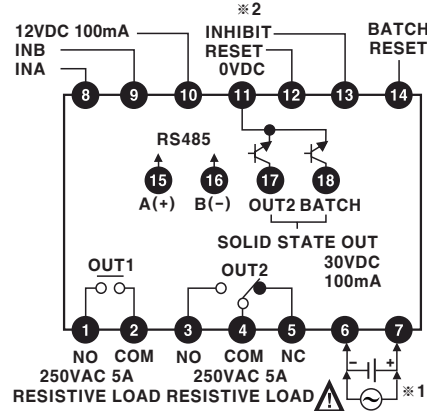 ※2
12VDC 100mA INHIBIT BATCH
INB RESET RESET
INA 0VDC
8 9 10 11 12 13 14
RS485
15 16 17 18
A(+) B(−) OUT2 BATCH
SOLID STATE OUT
OUT1 OUT2 30VDC
100mA
1 2 3 4 5 6 7
NO COM NO COM NC − +
250VAC 5A 250VAC 5A
RESISTIVE LOAD RESISTIVE LOAD ! ※1